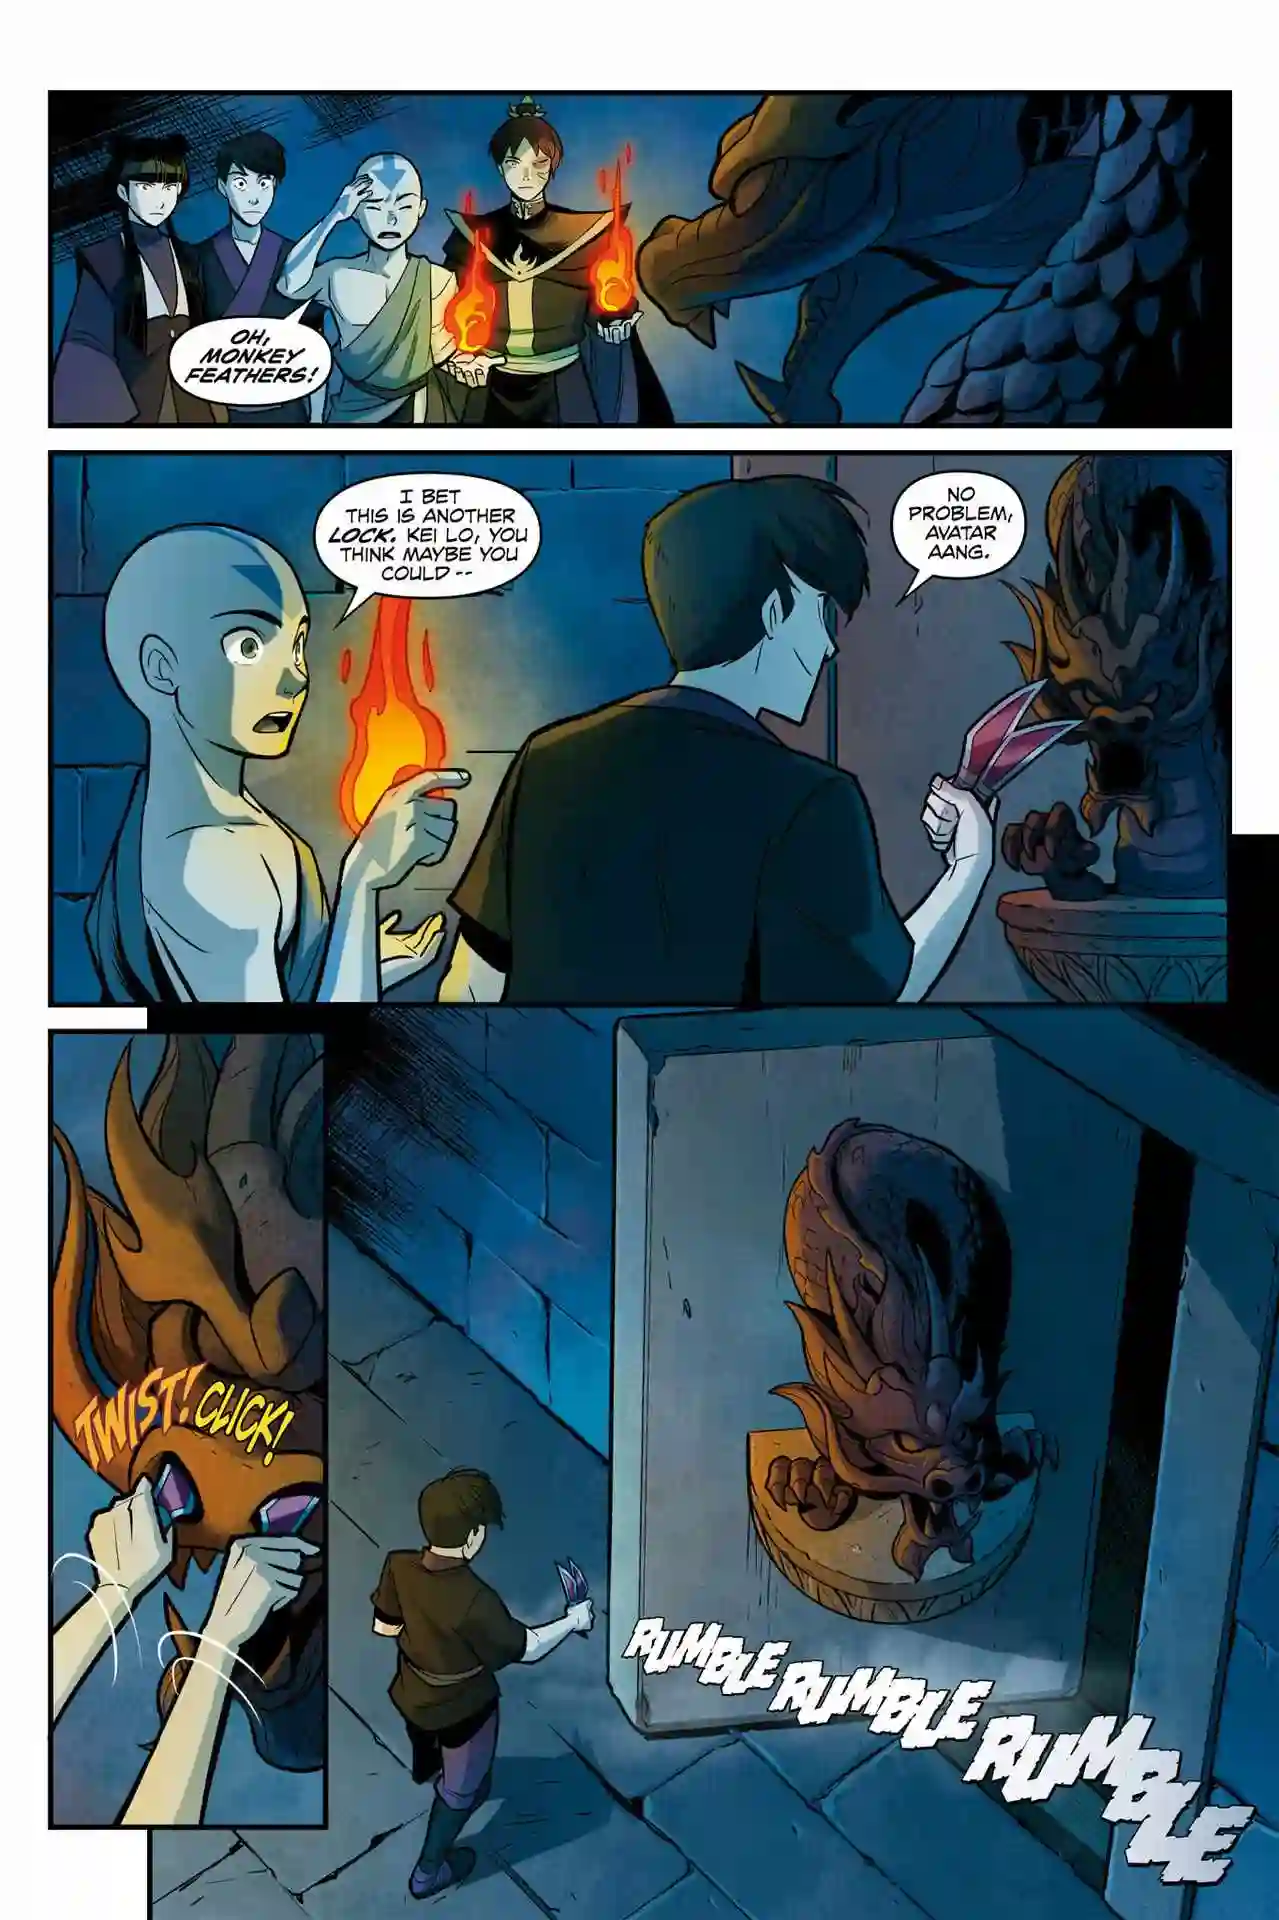 OH,
MONKEY
FEATHERS!
I BET
THIS IS ANOTHER
LOCK. KEI LO, YOU
THINK MAYBE YOU
COULD --
NO
PROBLEM,
AVATAR
AANG.
TWIST! CLICK!
RUMBLE RUMBLE RUMBLE